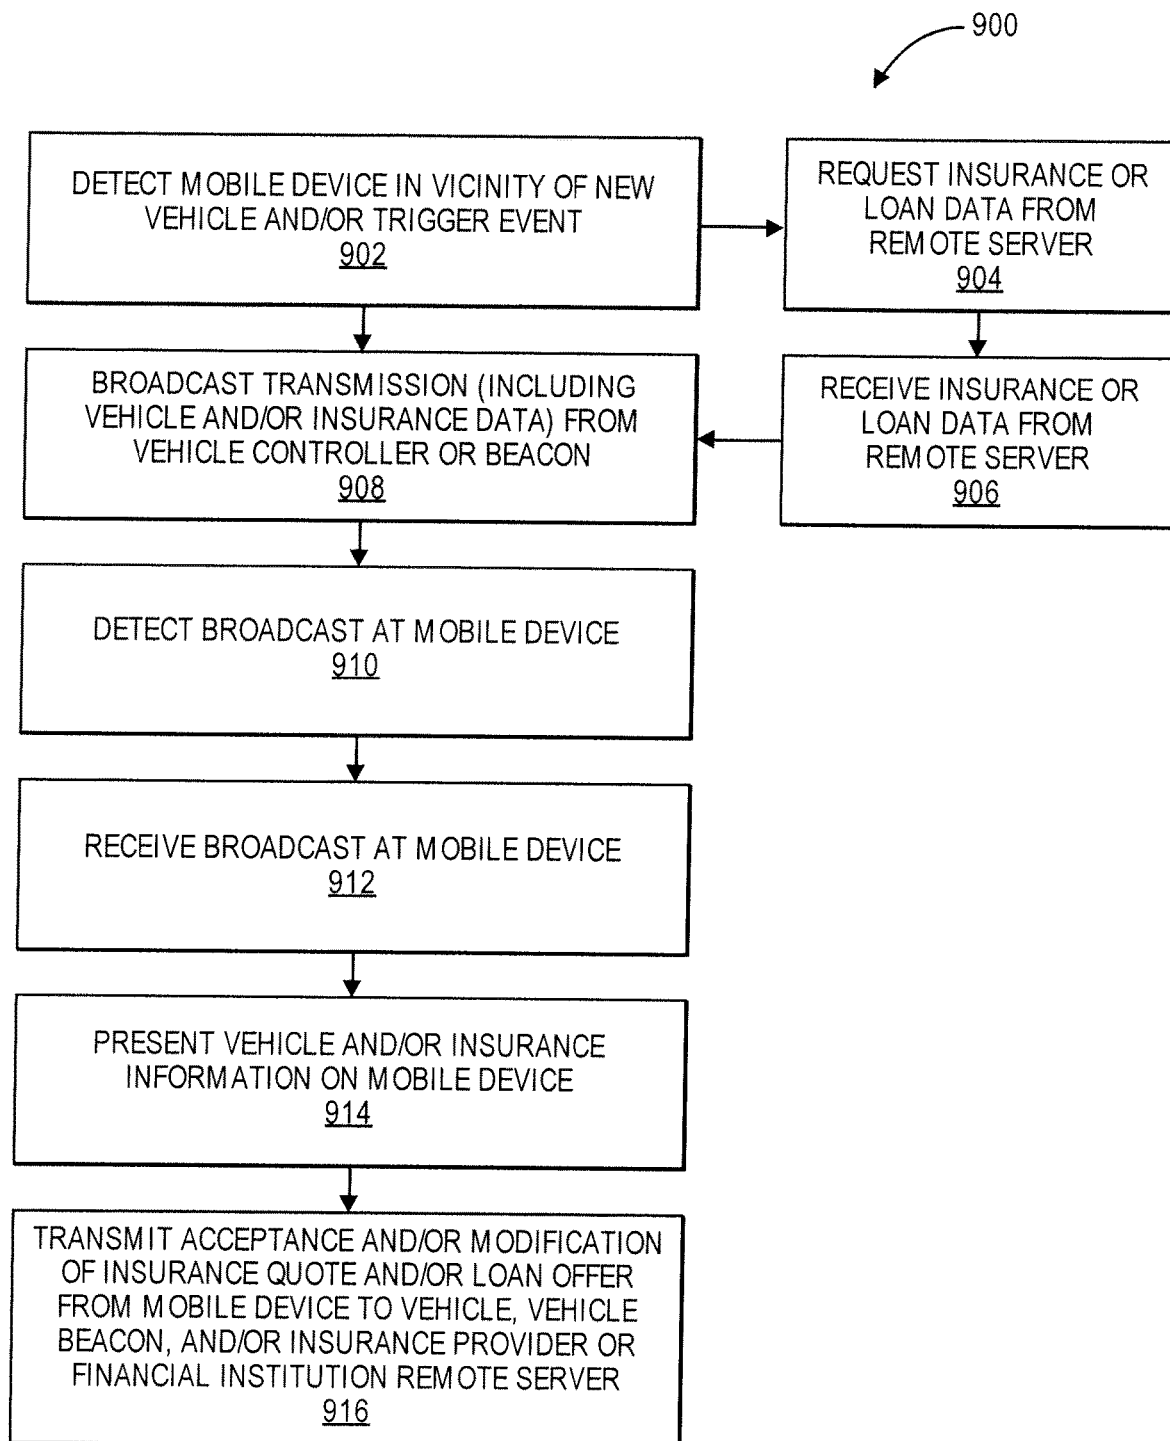 900
DETECT MOBILE DEVICE IN VICINITY OF NEW
VEHICLE AND/OR TRIGGER EVENT
902
REQUEST INSURANCE OR
LOAN DATA FROM
REMOTE SERVER
904
BROADCAST TRANSMISSION (INCLUDING
VEHICLE AND/OR INSURANCE DATA) FROM
VEHICLE CONTROLLER OR BEACON
908
RECEIVE INSURANCE OR
LOAN DATA FROM
REMOTE SERVER
906
DETECT BROADCAST AT MOBILE DEVICE
910
RECEIVE BROADCAST AT MOBILE DEVICE
912
PRESENT VEHICLE AND/OR INSURANCE
INFORMATION ON MOBILE DEVICE
914
TRANSMIT ACCEPTANCE AND/OR MODIFICATION
OF INSURANCE QUOTE AND/OR LOAN OFFER
FROM MOBILE DEVICE TO VEHICLE, VEHICLE
BEACON, AND/OR INSURANCE PROVIDER OR
FINANCIAL INSTITUTION REMOTE SERVER
916